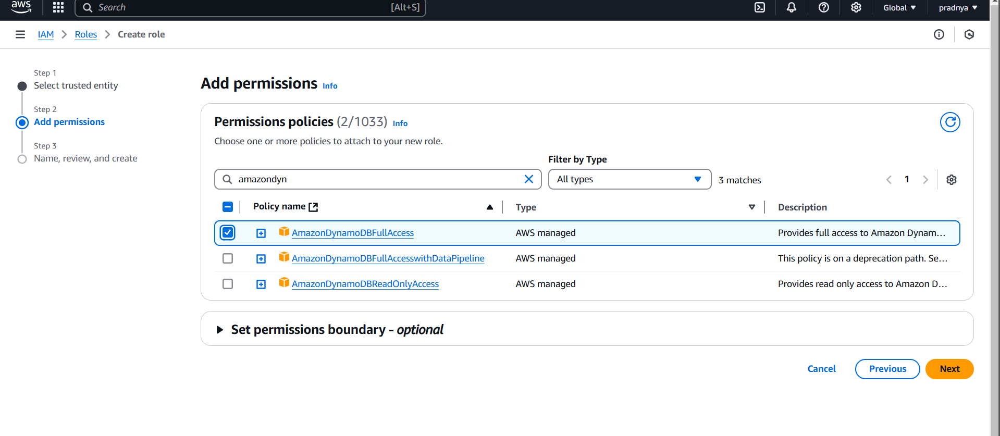 aws
Search [Alt+S]
Global pradnya
IAM Roles Create role
Step 1
Select trusted entity
Step 2
Add permissions
Step 3
Name, review, and create
Add permissions Info
Permissions policies (2/1033) Info
Choose one or more policies to attach to your new role.
Filter by Type
amazondyn
All types
3 matches
1
Policy name Type Description
AmazonDynamoDBFullAccess AWS managed Provides full access to Amazon Dynam...
AmazonDynamoDBFullAccesswithDataPipeline AWS managed This policy is on a deprecation path. Se...
AmazonDynamoDBReadOnlyAccess AWS managed Provides read only access to Amazon D...
Set permissions boundary - optional
Cancel Previous Next